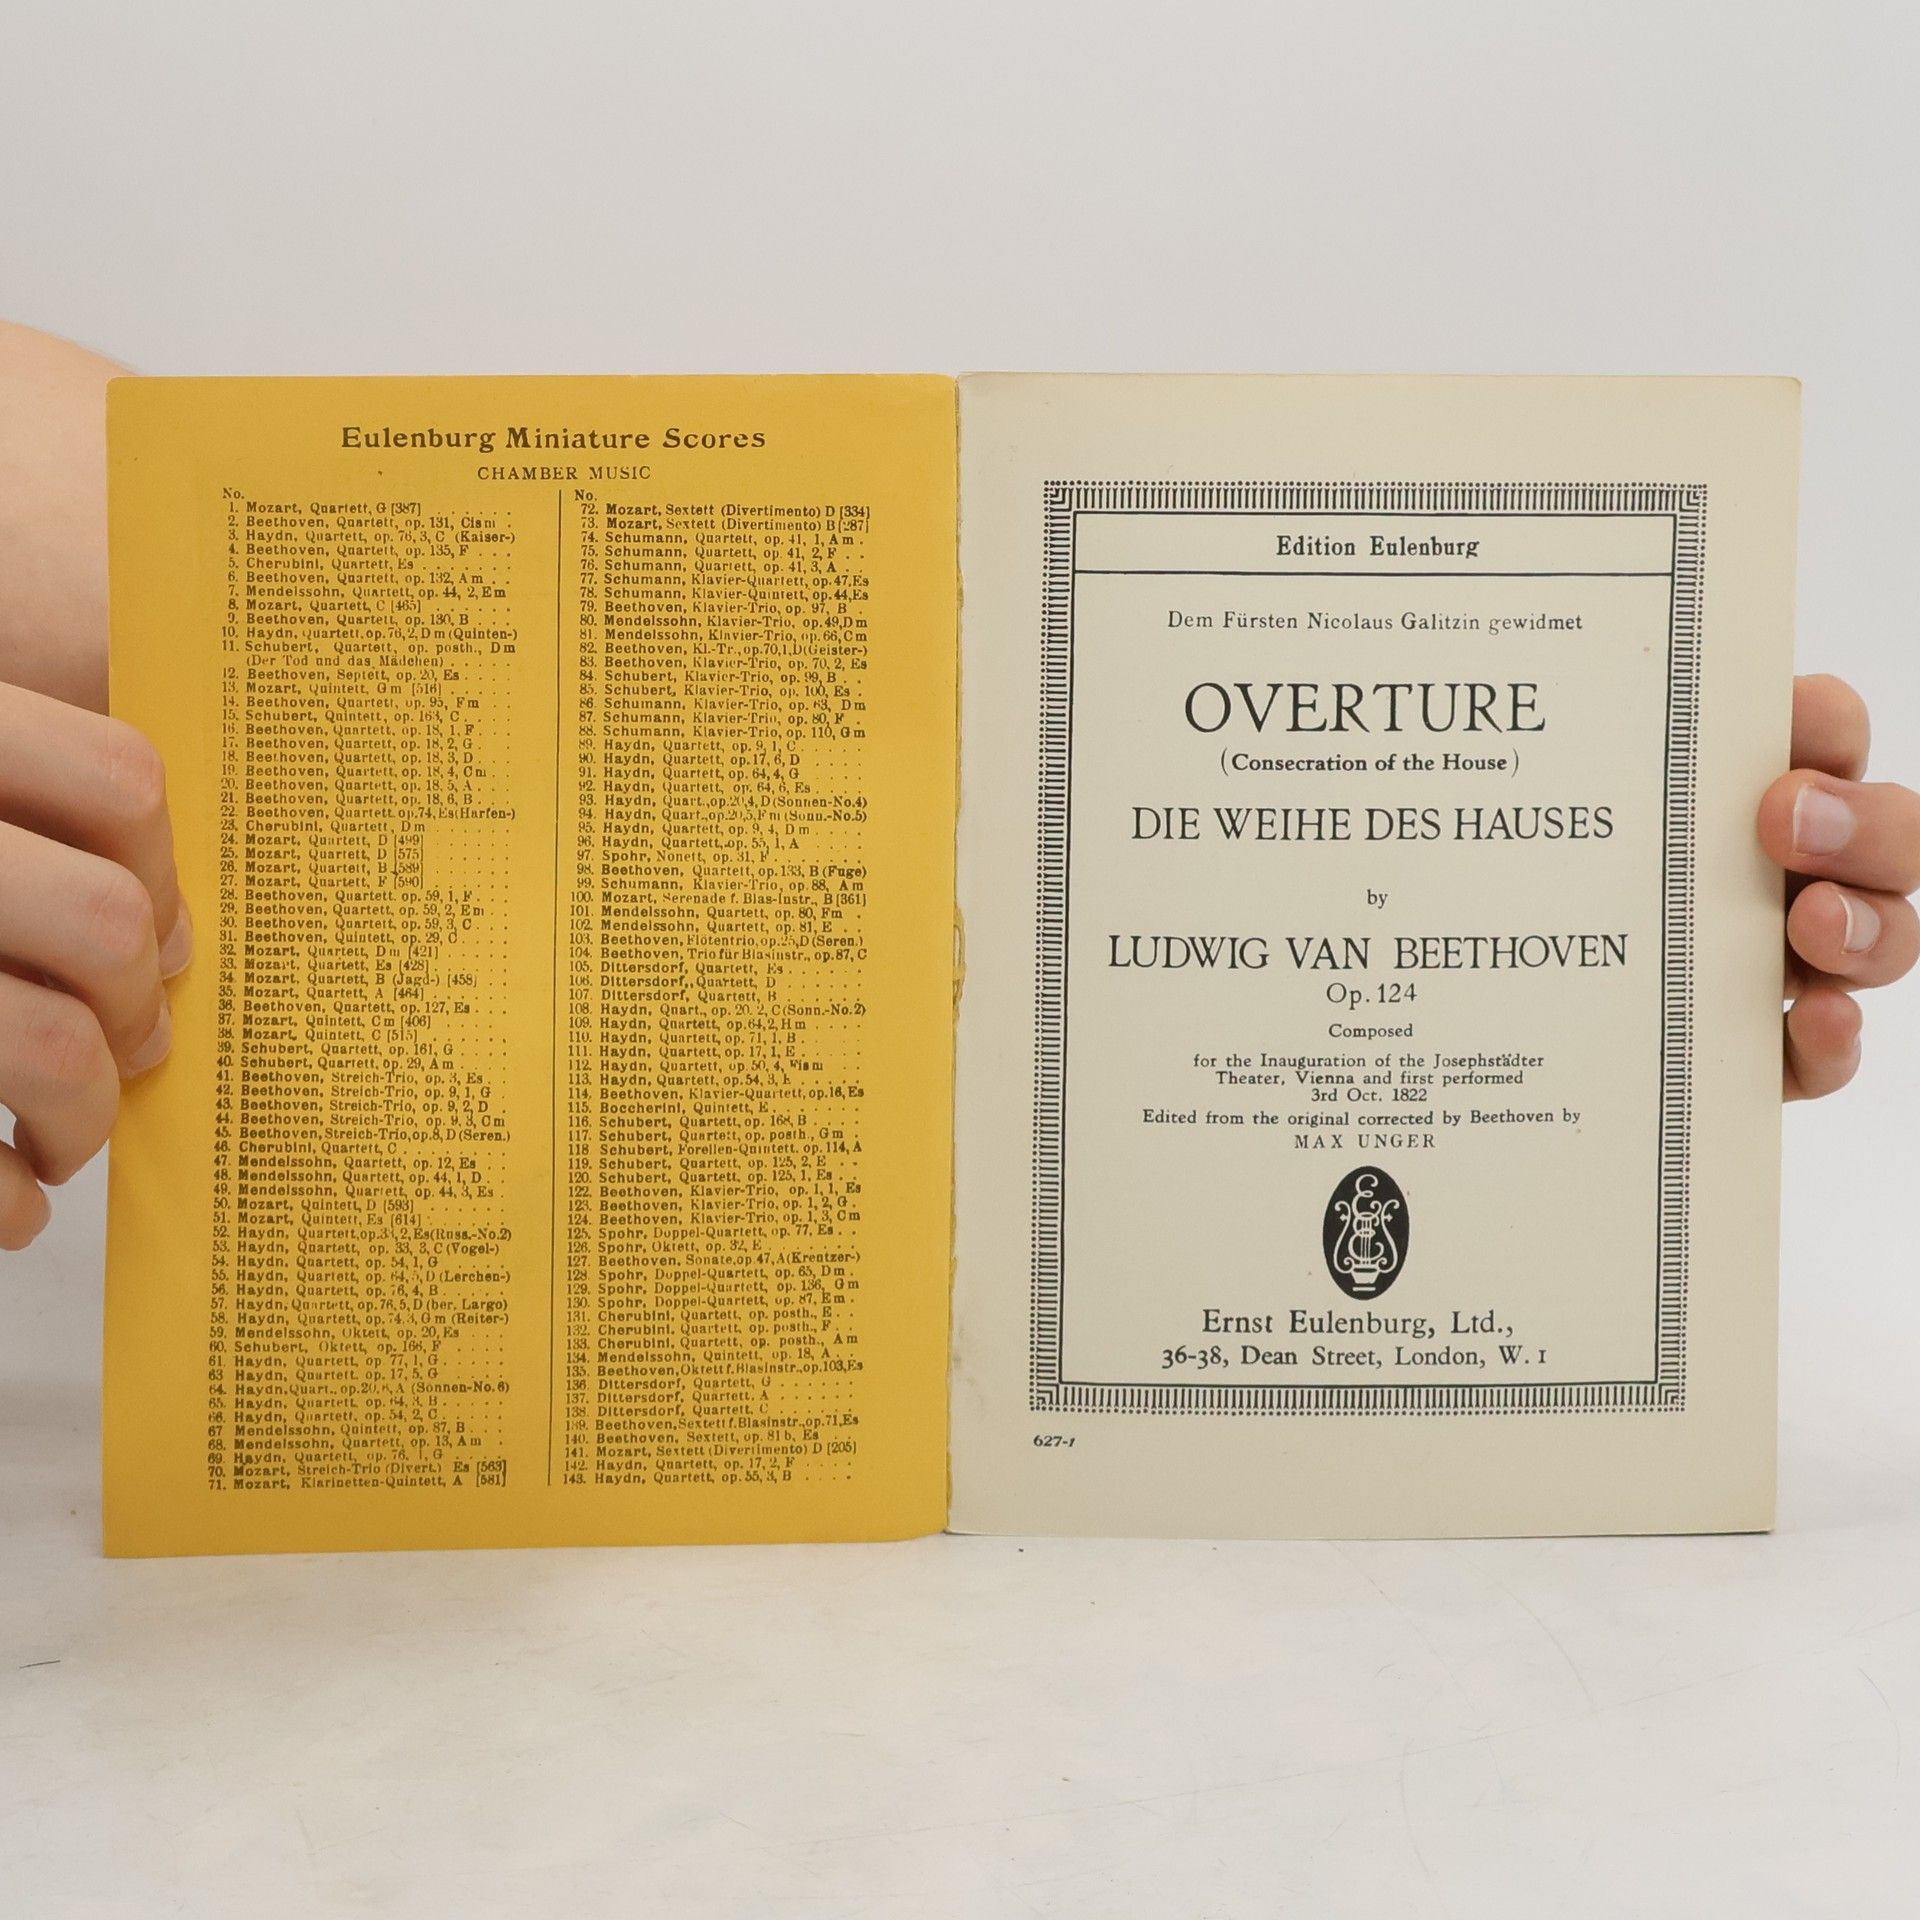 Eulenburg Miniature Scores
CHAMBER MUSIC
No.
1. Mozart, Quartett, G [387] . . . . . .
2. Beethoven, Quartett, op. 131, Cism .
3. Haydn, Quartett, op. 76, 3, C (Kaiser-)
4. Beethoven, Quartett, op. 135, F . . .
5. Cherubini, Quartett, Es . . . . . . .
6. Beethoven, Quartett, op. 132, Am . .
7. Mendelssohn, Quartett, op. 44, 2, Em
8. Mozart, Quartett, C [465] . . . . . .
9. Beethoven, Quartett, op. 130, B . . .
10. Haydn, Quartett, op. 76, 2, Dm (Quinten-)
11. Schubert, Quartett, op. posth., Dm
(Der Tod und das Mädchen) . . . . .
12. Beethoven, Septett, op. 20, Es . . . .
13. Mozart, Quintett, Gm [516] . . . . .
14. Beethoven, Quartett, op. 95, Fm . . .
15. Schubert, Quintett, op. 163, C . . . .
16. Beethoven, Quartett, op. 18, 1, F . . .
17. Beethoven, Quartett, op. 18, 2, G . . .
18. Beethoven, Quartett, op. 18, 3, D . . .
19. Beethoven, Quartett, op. 18, 4, Cm . .
20. Beethoven, Quartett, op. 18, 5, A . . .
21. Beethoven, Quartett, op. 18, 6, B . . .
22. Beethoven, Quartett. op. 74, Es (Harfen-)
23. Cherubini, Quartett, Dm . . . . . .
24. Mozart, Quartett, D [499] . . . . . .
25. Mozart, Quartett, D [575] . . . . . .
26. Mozart, Quartett, B [589] . . . . . .
27. Mozart, Quartett, F [590] . . . . . .
28. Beethoven, Quartett. op. 59, 1, F . . .
29. Beethoven, Quartett, op. 59, 2, Em . .
30. Beethoven, Quartett, op. 59, 3, C . . .
31. Beethoven, Quintett, op. 29, C . . . .
32. Mozart, Quartett, Dm [421] . . . . .
33. Mozart, Quartett, Es [428] . . . . . .
34. Mozart, Quartett, B (Jagd-) [458] . .
35. Mozart, Quartett, A [464] . . . . . .
36. Beethoven, Quartett, op. 127, Es . . .
37. Mozart, Quintett, Cm [406] . . . . .
38. Mozart, Quintett, C [515] . . . . . .
39. Schubert, Quartett, op. 161, G . . . .
40. Schubert, Quartett, op. 29, Am . . . .
41. Beethoven, Streich-Trio, op. 3, Es . .
42. Beethoven, Streich-Trio, op. 9, 1, G .
43. Beethoven, Streich-Trio, op. 9, 2, D .
44. Beethoven, Streich-Trio, op. 9, 3, Cm
45. Beethoven, Streich-Trio, op. 8, D (Seren.)
46. Cherubini, Quartett, C . . . . . . .
47. Mendelssohn, Quartett, op. 12, Es . .
48. Mendelssohn, Quartett, op. 44, 1, D .
49. Mendelssohn, Quartett, op. 44, 3, Es .
50. Mozart, Quintett, D [593] . . . . . .
51. Mozart, Quintett, Es [614] . . . . . .
52. Haydn, Quartett, op. 33, 2, Es (Russ.-No. 2)
53. Haydn, Quartett, op. 33, 3, C (Vogel-)
54. Haydn, Quartett, op. 54, 1, G . . . .
55. Haydn, Quartett, op. 64, 5, D (Lerchen-)
56. Haydn, Quartett, op. 76, 4, B . . . .
57. Haydn, Quartett, op. 76, 5, D (ber. Largo)
58. Haydn, Quartett, op. 74, 3, Gm (Reiter-)
59. Mendelssohn, Oktett, op. 20, Es . . .
60. Schubert, Oktett, op. 166, F . . . .
61. Haydn, Quartett, op 77, 1, G . . . .
63 Haydn, Quartett, op. 17, 5, G . . . .
64. Haydn, Quart., op. 20, 6, A (Sonnen-No. 6)
65. Haydn, Quartett, op. 64, 3, B . . . .
66. Haydn, Quartett, op. 54, 2, C . . . .
67 Mendelssohn, Quintett, op. 87, B . .
68. Mendelssohn, Quartett, op. 13, Am .
69. Haydn, Quartett, op. 76, 1, G . . . .
70. Mozart, Streich-Trio (Divert.) Es [563]
71. Mozart, Klarinetten-Quintett, A [581]
No.
72. Mozart, Sextett (Divertimento) D [334]
73. Mozart, Sextett (Divertimento) B [287]
74. Schumann, Quartett, op. 41, 1, Am .
75. Schumann, Quartett, op. 41, 2, F . .
76. Schumann, Quartett, op. 41, 3, A . .
77. Schumann, Klavier-Quartett, op. 47, Es
78. Schumann, Klavier-Quintett, op. 44, Es
79. Beethoven, Klavier-Trio, op. 97, B .
80. Mendelssohn, Klavier-Trio, op. 49, Dm
81. Mendelssohn, Klavier-Trio, op. 66, Cm
82. Beethoven, Kl.-Tr., op. 70, 1, D (Geister-)
83. Beethoven, Klavier-Trio, op. 70, 2, Es
84. Schubert, Klavier-Trio, op. 99, B . .
85. Schubert, Klavier-Trio, op. 100, Es .
86. Schumann, Klavier-Trio, op. 63, Dm
87. Schumann, Klavier-Trio, op. 80, F .
88. Schumann, Klavier-Trio, op. 110, Gm
89. Haydn, Quartett, op. 9, 1, C . . . . .
90. Haydn, Quartett, op. 17, 6, D . . . .
91. Haydn, Quartett, op. 64, 4, G . . . .
92. Haydn, Quartett, op. 64, 6, Es . . . .
93. Haydn, Quart., op. 20, 4, D (Sonnen-No. 4)
94. Haydn, Quart., op. 20, 5, Fm (Sonn.-No. 5)
95. Haydn, Quartett, op. 9, 4, Dm . . . .
96. Haydn, Quartett, op. 55, 1, A . . . .
97. Spohr, Nonett, op. 31, F . . . . . . .
98. Beethoven, Quartett, op. 133, B (Fuge)
99. Schumann, Klavier-Trio, op. 88, Am
100. Mozart, Serenade f. Blas-Instr., B [361]
101. Mendelssohn, Quartett, op. 80, Fm .
102. Mendelssohn, Quartett, op. 81, E . .
103. Beethoven, Flötentrio, op. 25, D (Seren.)
104. Beethoven, Trio für Blasinstr., op. 87, C
105. Dittersdorf, Quartett, Es . . . . . .
106. Dittersdorf,, Quartett, D . . . . . .
107. Dittersdorf, Quartett, B . . . . . .
108. Haydn, Quart., op. 20. 2, C (Sonn.-No. 2)
109. Haydn, Quartett, op. 64, 2, Hm . . . .
110. Haydn, Quartett, op. 71, 1, B . . . .
111. Haydn, Quartett, op. 17, 1, E . . . .
112. Haydn, Quartett, op. 50, 4, Fism . . .
113. Haydn, Quartett, op. 54, 3, E . . . . .
114. Beethoven, Klavier-Quartett, op. 16, Es
115. Boccherini, Quintett, E . . . . . . .
116. Schubert, Quartett, op. 168, B . . . .
117. Schubert, Quartett, op. posth., Gm .
118 Schubert, Forellen-Quintett. op. 114, A
119. Schubert, Quartett, op. 125, 2, E . .
120. Schubert, Quartett, op. 125, 1, Es . .
122. Beethoven, Klavier-Trio, op. 1, 1, Es
123. Beethoven, Klavier-Trio, op. 1, 2, G .
124. Beethoven, Klavier-Trio, op. 1, 3, Cm
125. Spohr, Doppel-Quartett, op. 77, Es . .
126. Spohr, Oktett, op. 32, E . . . . . . .
127. Beethoven, Sonate, op. 47, A (Kreutzer-)
128. Spohr, Doppel-Quartett, op. 65, Dm .
129. Spohr, Doppel-Quartett, op. 136, Gm
130. Spohr, Doppel-Quartett, op. 87, Em .
131. Cherubini, Quartett, op. posth., E . .
132. Cherubini, Quartett, op. posth., F . .
133. Cherubini, Quartett, op. posth., Am
134. Mendelssohn, Quintett, op. 18, A . .
135. Beethoven, Oktett f. Blasinstr., op. 103, Es
136. Dittersdorf, Quartett, G . . . . . .
137. Dittersdorf, Quartett. A . . . . . .
138. Dittersdorf, Quartett. C . . . . . .
139. Beethoven, Sextett f. Blasinstr., op. 71, Es
140. Beethoven, Sextett, op. 81 b, Es . . .
141. Mozart, Sextett (Divertimento) D [205]
142. Haydn, Quartett, op. 17, 2, F . . . .
143. Haydn, Quartett, op. 55, 3, B . . . .
Edition Eulenburg
Dem Fürsten Nicolaus Galitzin gewidmet
OVERTURE
(Consecration of the House)
DIE WEIHE DES HAUSES
by
LUDWIG VAN BEETHOVEN
Op. 124
Composed
for the Inauguration of the Josephstädter
Theater, Vienna and first performed
3rd Oct. 1822
Edited from the original corrected by Beethoven by
MAX UNGER
Ernst Eulenburg, Ltd.,
36-38, Dean Street, London, W. 1
627-1